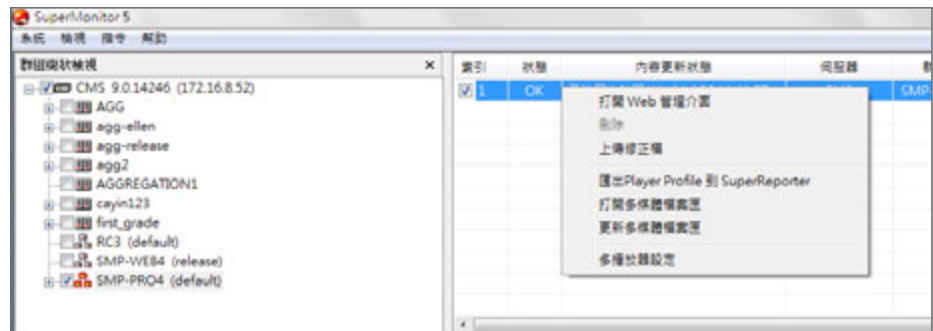 SuperMonitor 5
系統 檢視 指令 幫助
群組樹狀檢視 ×
CMS 9.0.14246 (172.16.8.52)
AGG
agg-ellen
agg-release
agg2
AGGREGATION1
cayin123
first_grade
RC3 (default)
SMP-WEB4 (release)
SMP-PRO4 (default)
索引 狀態 內容更新狀態 伺服器
1 OK SMP-
打開 Web 管理介面
刪除
上傳修正檔
匯出Player Profile 到 SuperReporter
打開多媒體檔案匣
更新多媒體檔案匣
多播放器設定